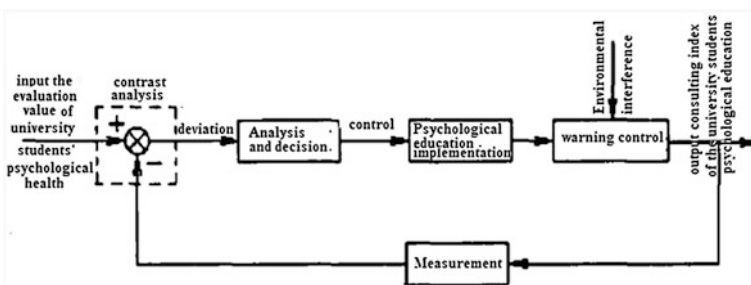 input the
evaluation
value of
university
students'
psychological
health
contrast
analysis
+
−
deviation
Analysis
and decision.
control
Psychological
education
implementation
Environmental
interference
warning control
output consulting index
of the university students
psychological education
Measurement